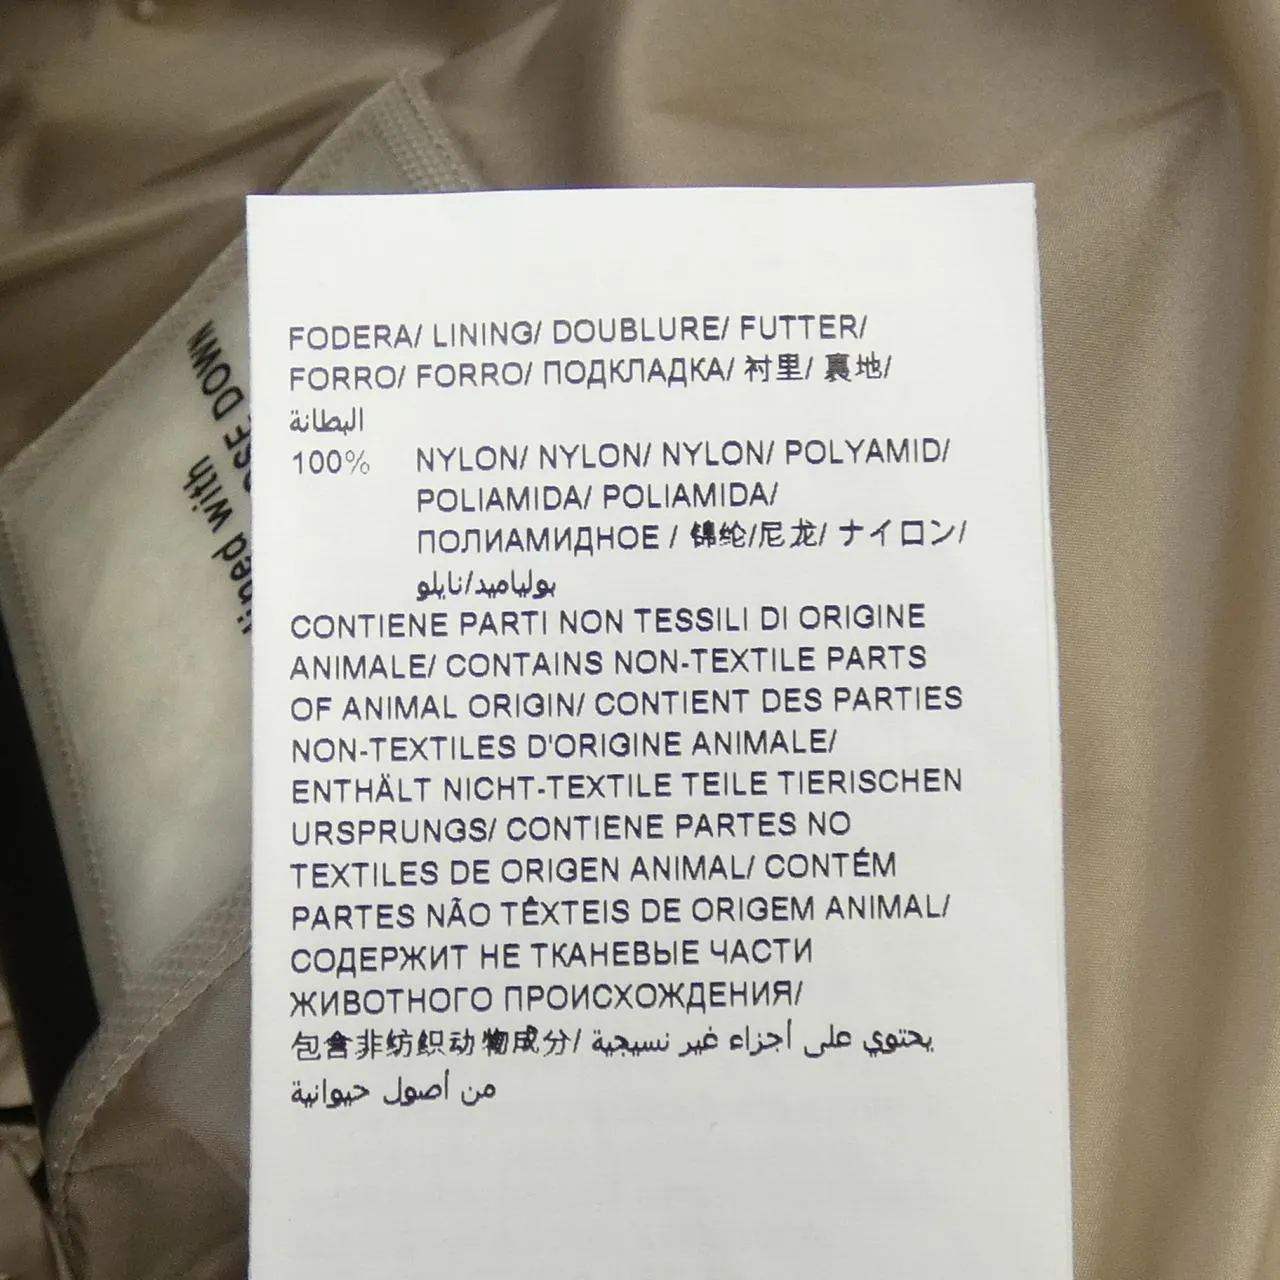 FODERA/ LINING/ DOUBLURE/ FUTTER/
FORRO/ FORRO/ ПОДКЛАДКА/ 衬里/ 裏地/
البطانة
100% NYLON/ NYLON/ NYLON/ POLYAMID/
POLIAMIDA/ POLIAMIDA/
ПОЛИАМИДНОЕ / 锦纶/尼龙/ ナイロン/
بولياميد/نايلو
CONTIENE PARTI NON TESSILI DI ORIGINE
ANIMALE/ CONTAINS NON-TEXTILE PARTS
OF ANIMAL ORIGIN/ CONTIENT DES PARTIES
NON-TEXTILES D'ORIGINE ANIMALE/
ENTHÄLT NICHT-TEXTILE TEILE TIERISCHEN
URSPRUNGS/ CONTIENE PARTES NO
TEXTILES DE ORIGEN ANIMAL/ CONTÉM
PARTES NÃO TÊXTEIS DE ORIGEM ANIMAL/
СОДЕРЖИТ НЕ ТКАНЕВЫЕ ЧАСТИ
ЖИВОТНОГО ПРОИСХОЖДЕНИЯ/
包含非纺织动物成分/ يحتوي على أجزاء غير نسيجية
من أصول حيوانية
with
DOWN